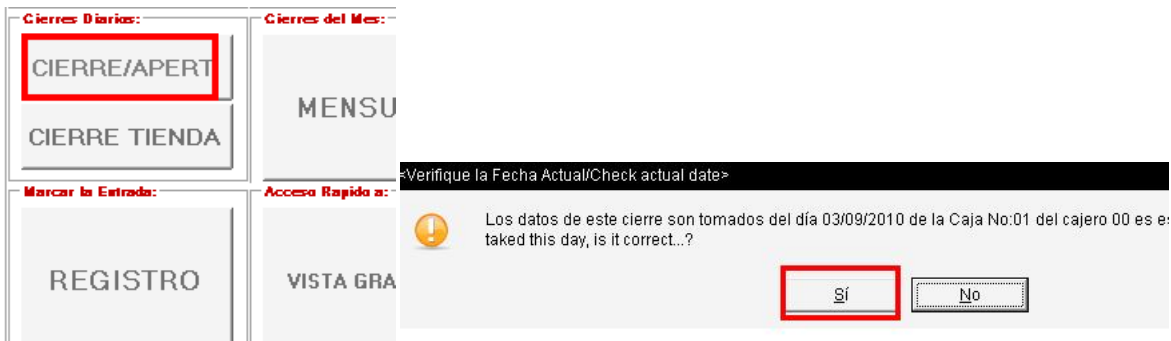 Cierres Diarios:
CIERRE/APERT
CIERRE TIENDA
Cierres del Mes:
MENSU
Marcar la Entrada:
REGISTRO
Acceso Rapido a:
VISTA GRA
<Verifique la Fecha Actual/Check actual date>
Los datos de este cierre son tomados del día 03/09/2010 de la Caja No:01 del cajero 00 es es
taked this day, is it correct...?
Sí
No